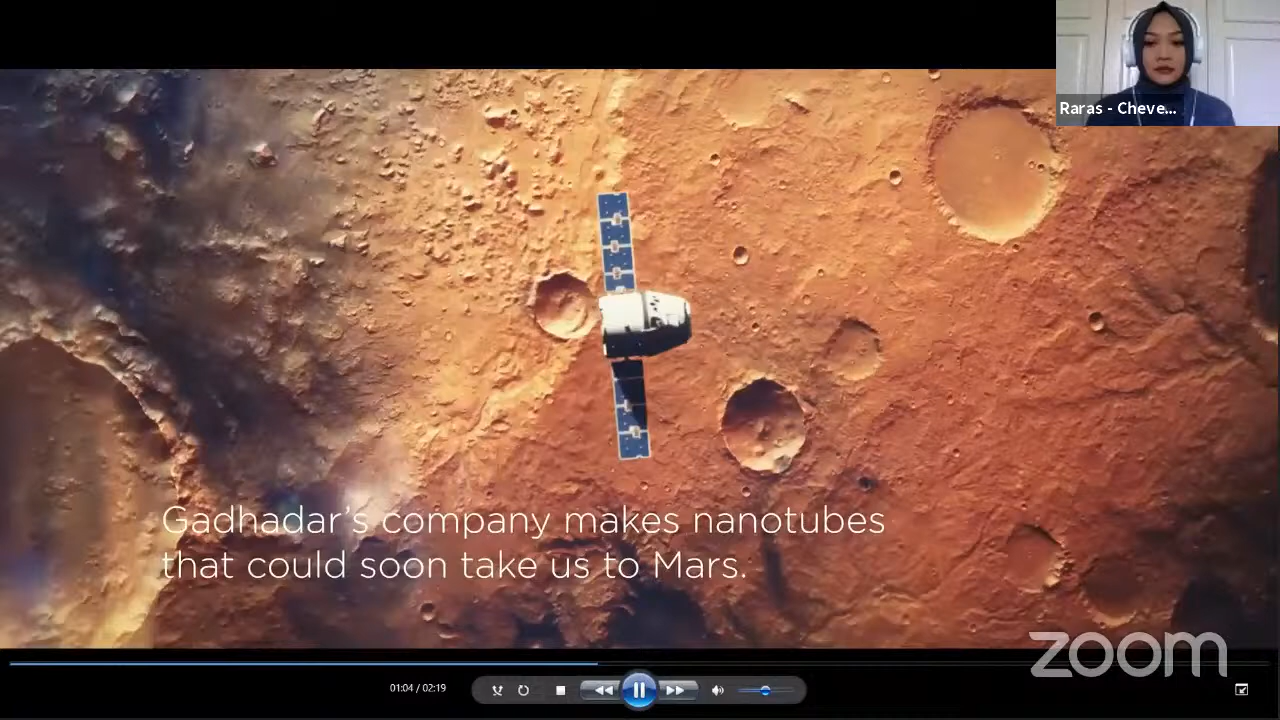 Raras - Cheve...
Gadhadar's company makes nanotubes
that could soon take us to Mars.
zoom
01:04 / 02:19